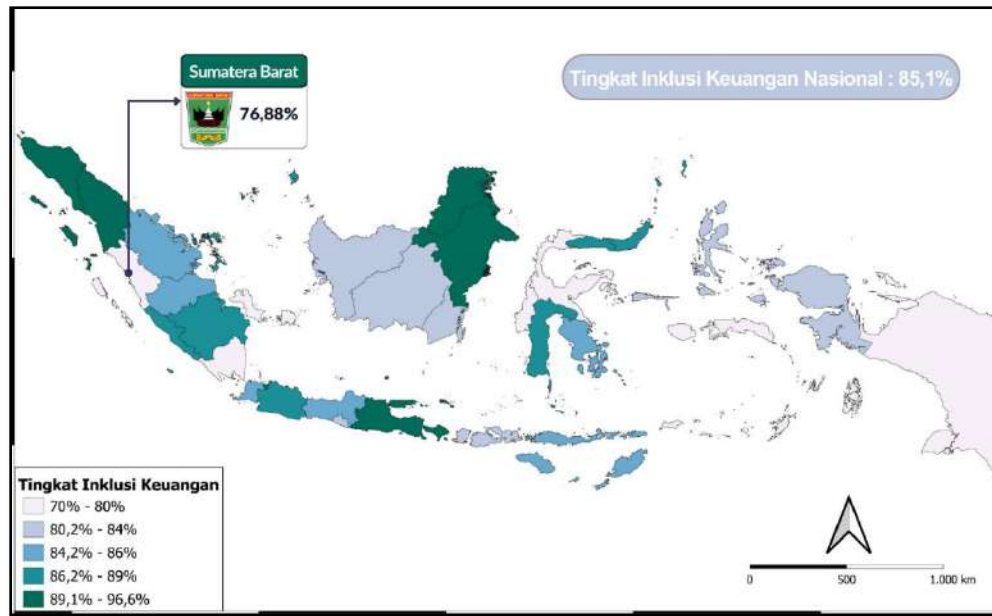 Sumatera Barat
76,88%
Tingkat Inklusi Keuangan Nasional : 85,1%
Tingkat Inklusi Keuangan
70% - 80%
80,2% - 84%
84,2% - 86%
86,2% - 89%
89,1% - 96,6%
0 500 1.000 km